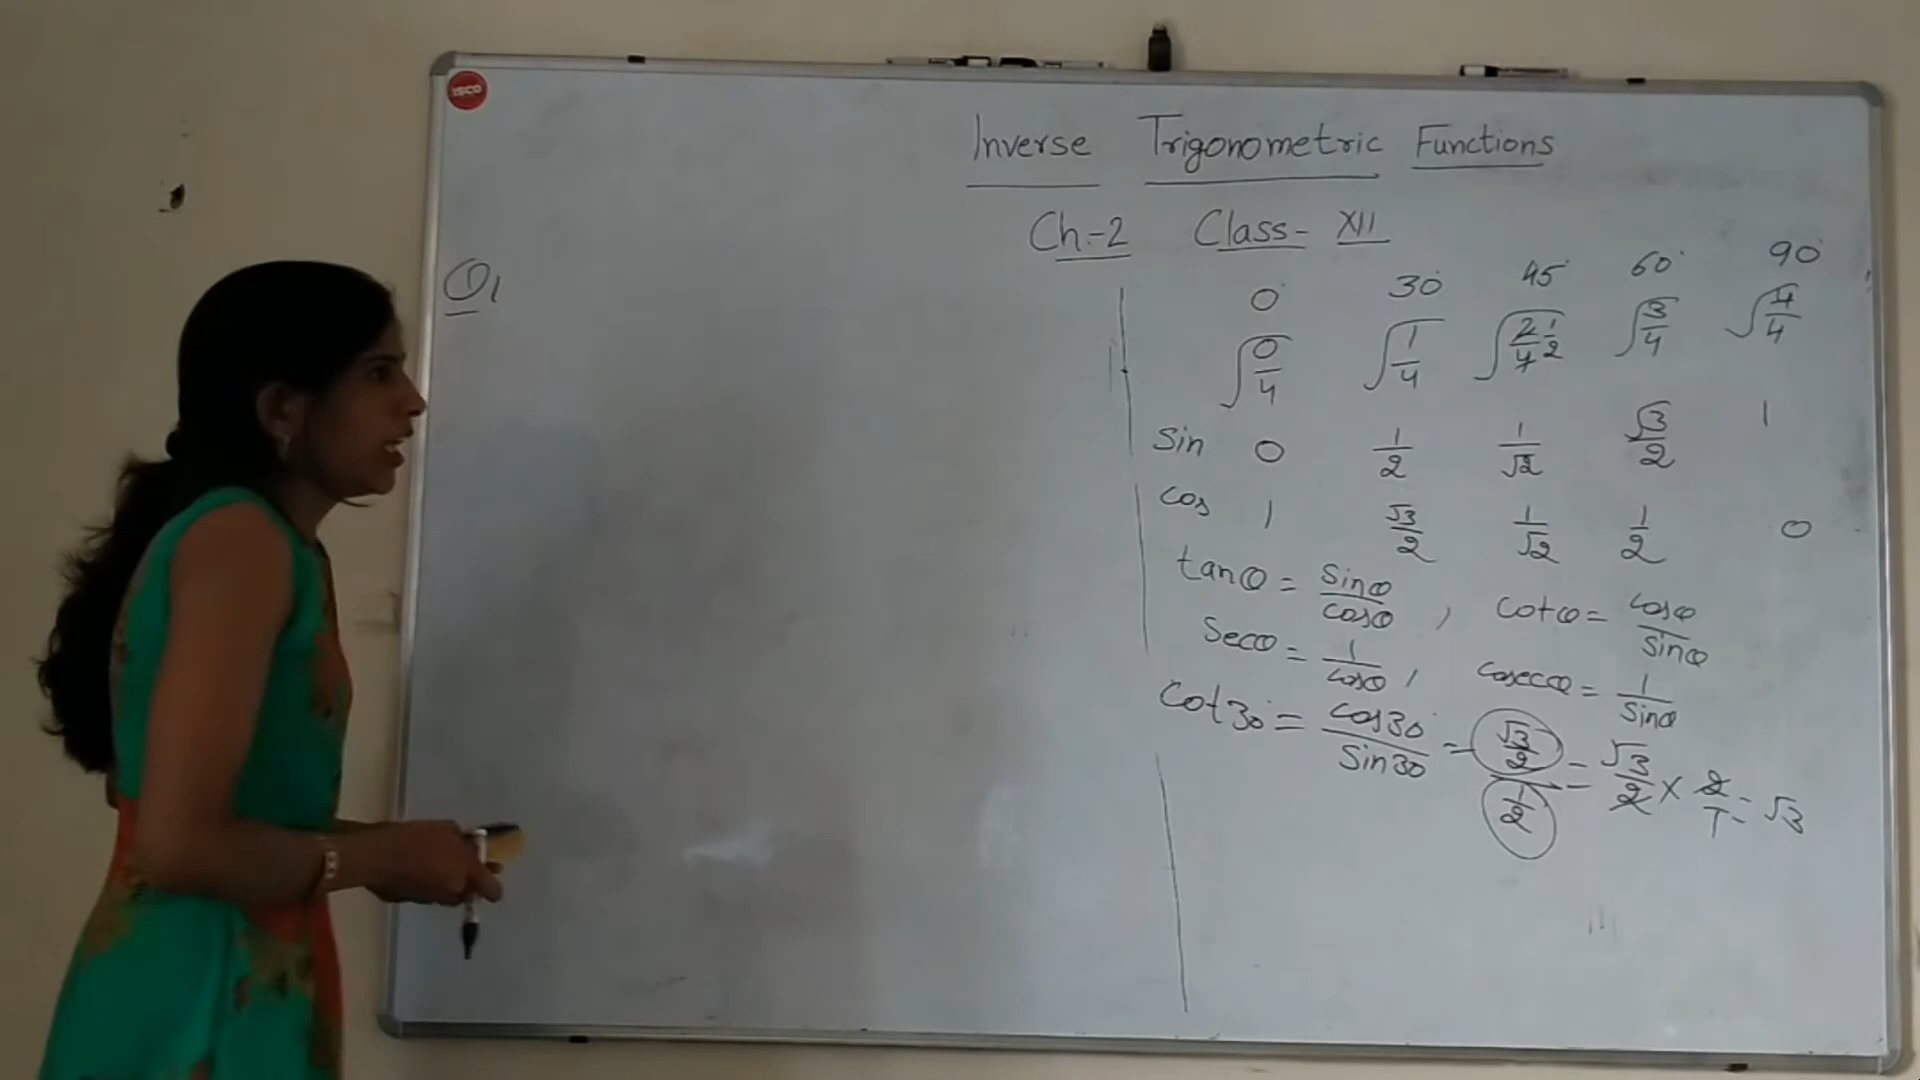 ISCO
Inverse Trigonometric Functions
Ch.-2 Class- XII
Q1
0° 30° 45° 60° 90°
√0/4 √1/4 √2/4 1/2 √3/4 √4/4
sin 0 1/2 1/√2 √3/2 1
cos 1 √3/2 1/√2 1/2 0
tanθ = sinθ/cosθ , cotθ = cosθ/sinθ
secθ = 1/cosθ , cosecθ = 1/sinθ
cot30° = cos30°/sin30 = (√3/2)/(1/2) = √3/2 × 2/1 = √3